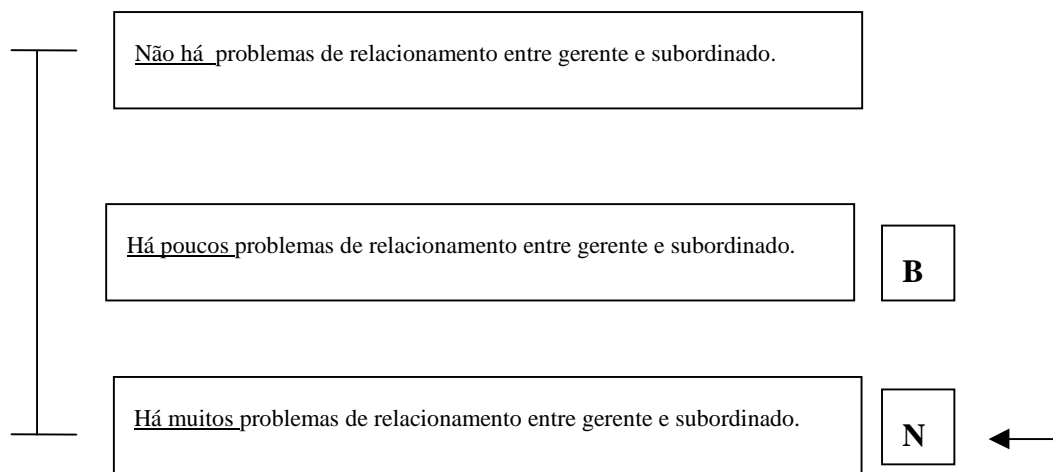 Não há problemas de relacionamento entre gerente e subordinado.
Há poucos problemas de relacionamento entre gerente e subordinado.
B
Há muitos problemas de relacionamento entre gerente e subordinado.
N